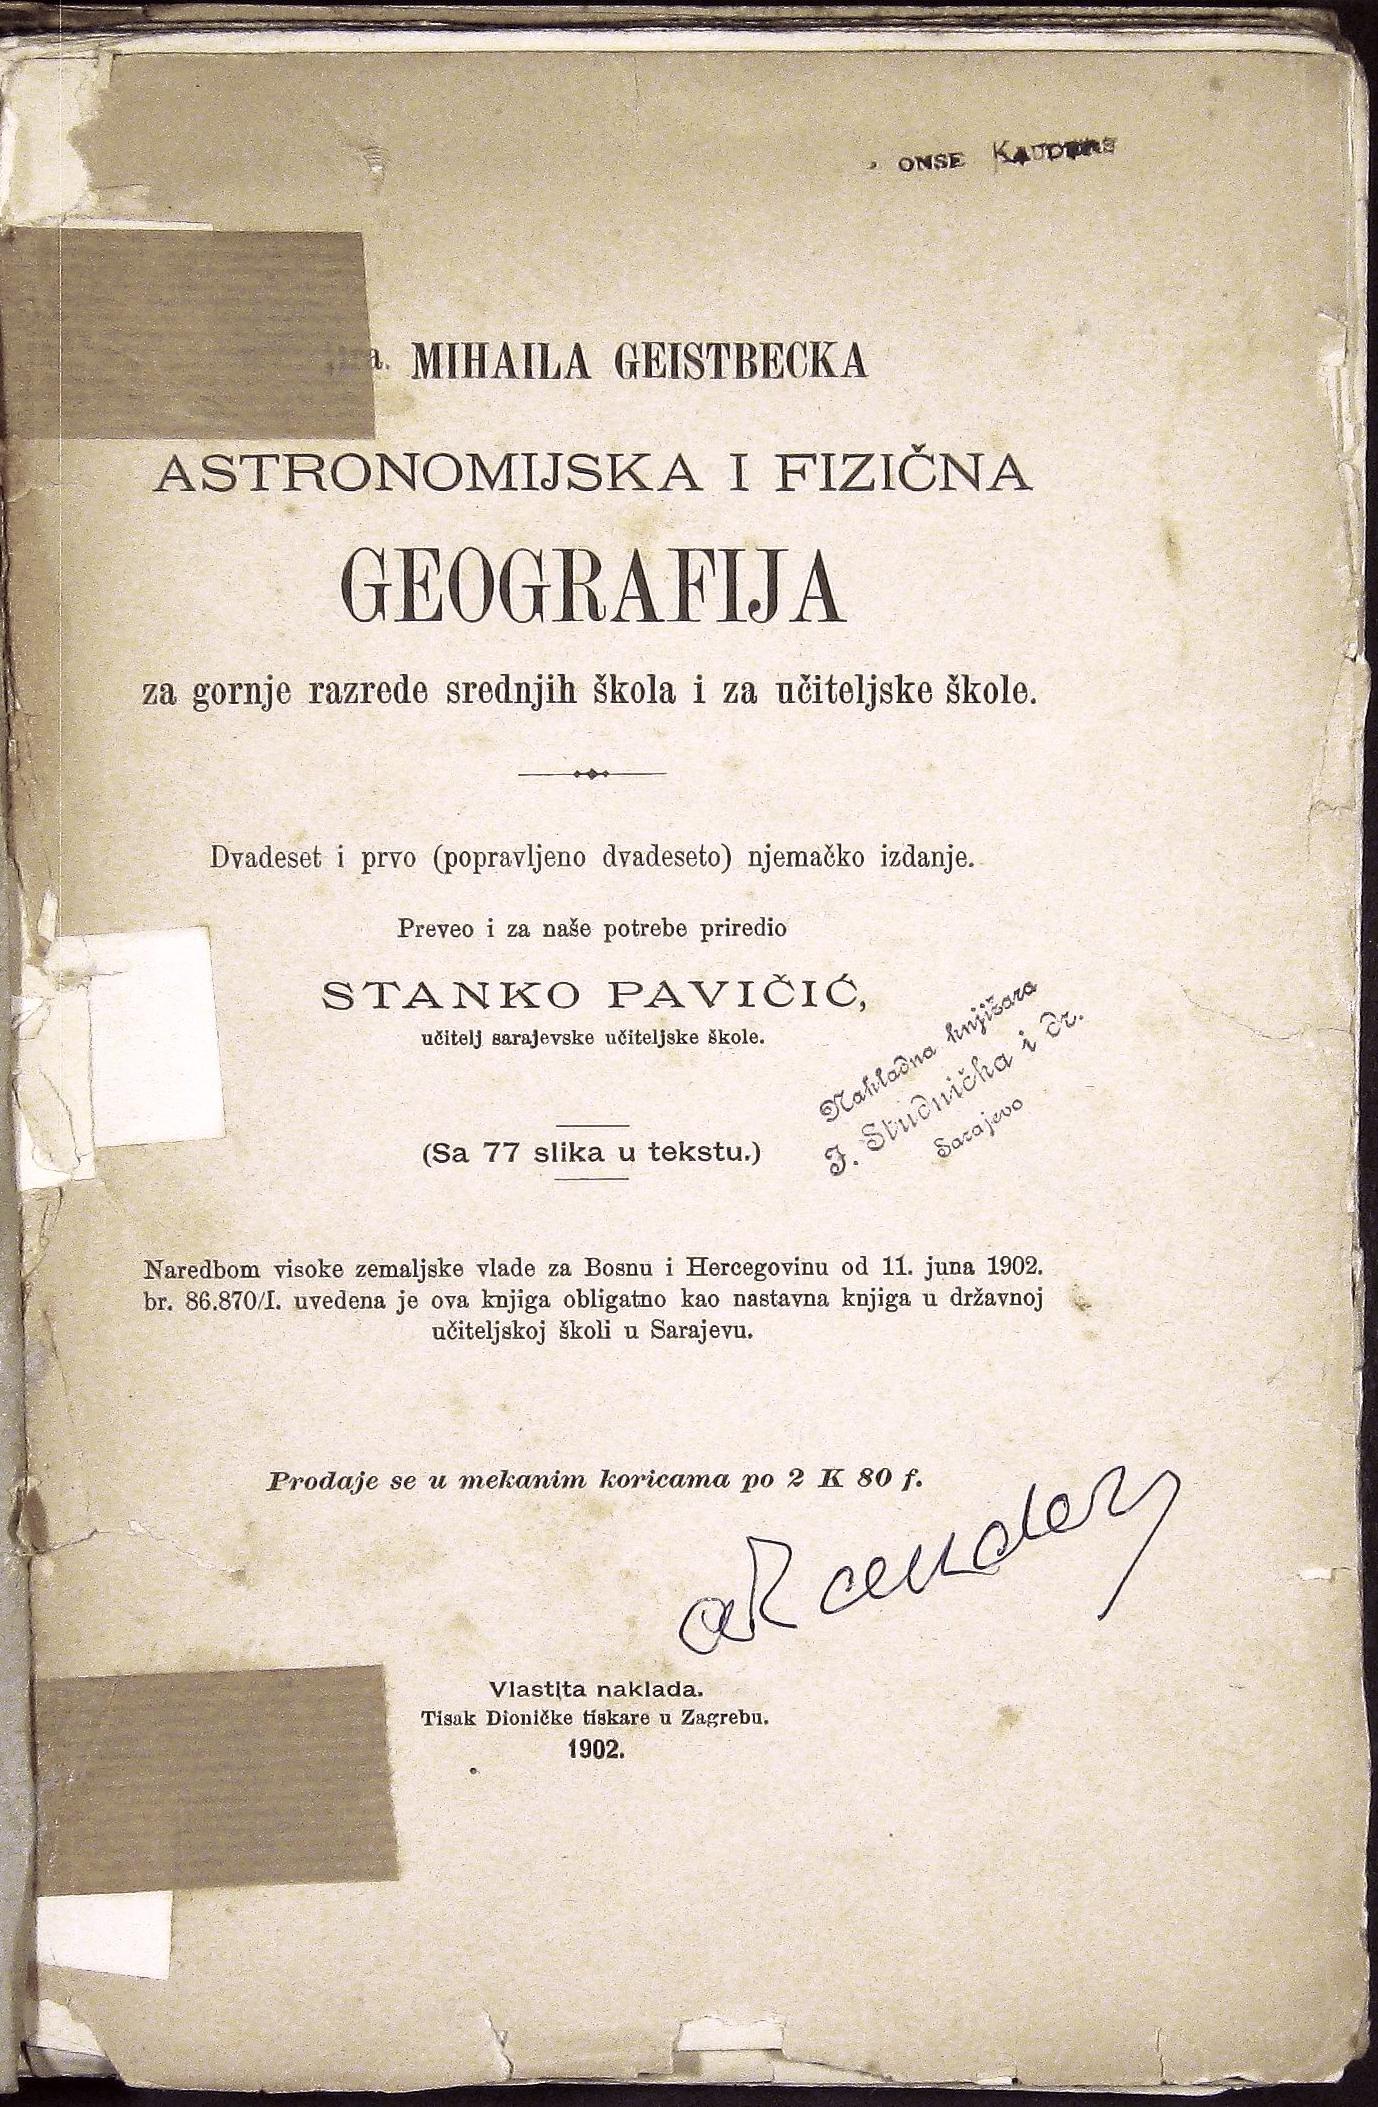 ONSE
MIHAILA GEISTBECKA
ASTRONOMIJSKA I FIZIČNA
GEOGRAFIJA
za gornje razrede srednjih škola i za učiteljske škole.
Dvadeset i prvo (popravljeno dvadeseto) njemačko izdanje.
Preveo i za naše potrebe priredio
STANKO PAVIČIĆ,
učitelj sarajevske učiteljske škole.
Nakladna knjižara
J. Studnička i dr.
Sarajevo
(Sa 77 slika u tekstu.)
Naredbom visoke zemaljske vlade za Bosnu i Hercegovinu od 11. juna 1902.
br. 86.870/I. uvedena je ova knjiga obligatno kao nastavna knjiga u državnoj
učiteljskoj školi u Sarajevu.
Prodaje se u mekanim koricama po 2 K 80 f.
Vlastita naklada.
Tisak Dioničke tiskare u Zagrebu.
1902.